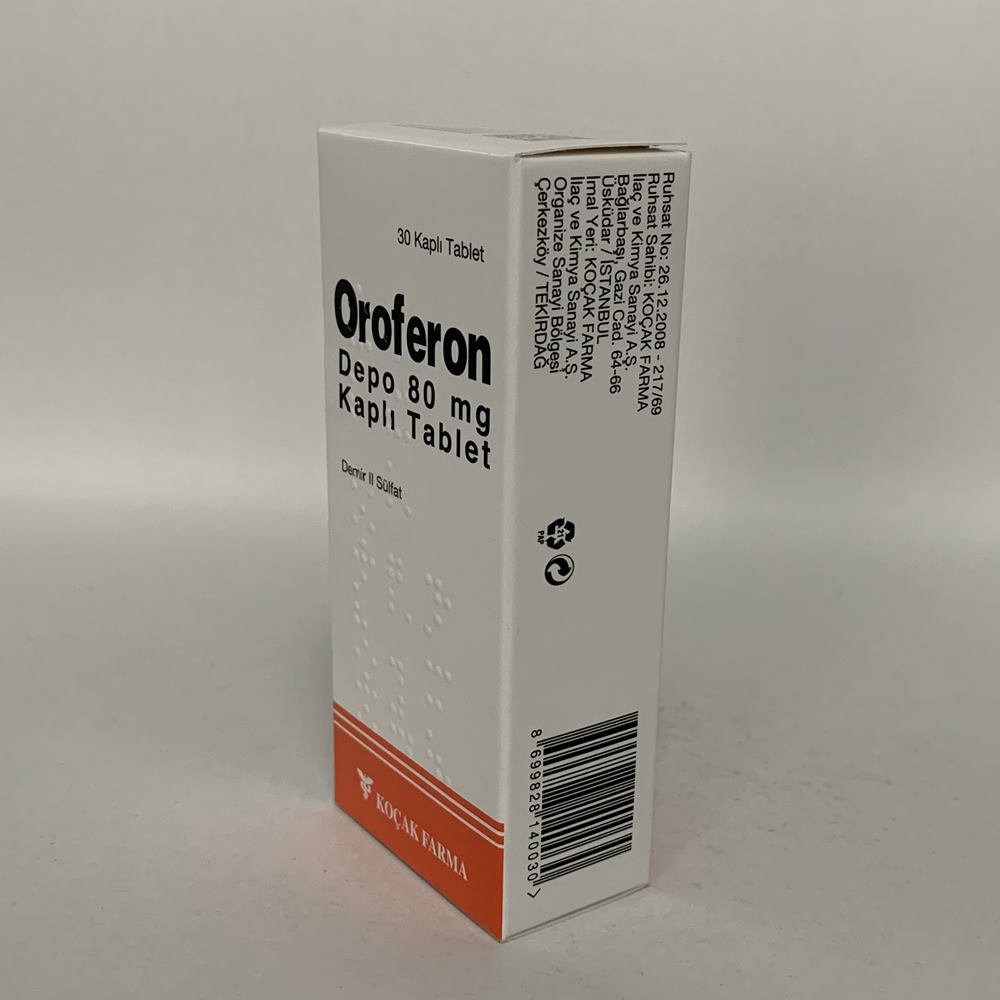 30 Kaplı Tablet
Oroferon
Depo 80 mg
Kaplı Tablet
Demir II Sülfat
KOÇAK FARMA
Ruhsat No: 26.12.2008 - 217/69
Ruhsat Sahibi: KOÇAK FARMA
İlaç ve Kimya Sanayi A.Ş.
Bağlarbaşı, Gazi Cad. 64-66
Üsküdar / İSTANBUL
İmal Yeri: KOÇAK FARMA
İlaç ve Kimya Sanayi A.Ş.
Organize Sanayi Bölgesi
Çerkezköy / TEKİRDAĞ
21
PAP
8 699828 140030 >